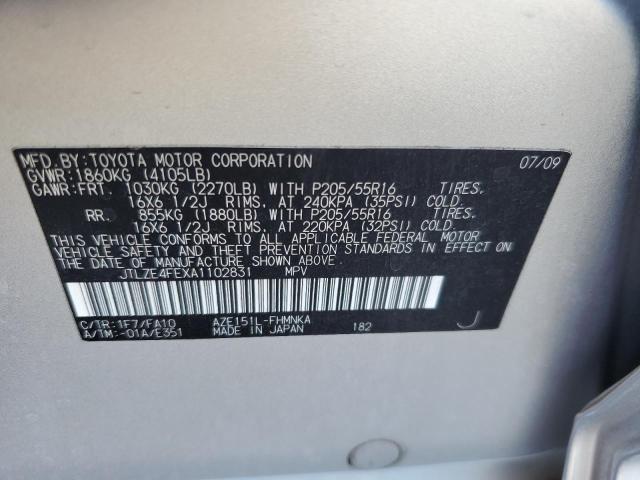 MFD.BY:TOYOTA MOTOR CORPORATION 07/09
GVWR:1860KG (4105LB)
GAWR:FRT. 1030KG (2270LB) WITH P205/55R16 TIRES.
16X6 1/2J RIMS. AT 240KPA (35PSI) COLD.
RR. 855KG (1880LB) WITH P205/55R16 TIRES.
16X6 1/2J RIMS. AT 220KPA (32PSI) COLD.
THIS VEHICLE CONFORMS TO ALL APPLICABLE FEDERAL MOTOR
VEHICLE SAFETY AND THEFT PREVENTION STANDARDS IN EFFECT ON
THE DATE OF MANUFACTURE SHOWN ABOVE.
JTLZE4FEXA1102831 MPV
C/TR:1F7/FA10 AZE151L-FHMNKA J
A/TM:-01A/E351 MADE IN JAPAN 182